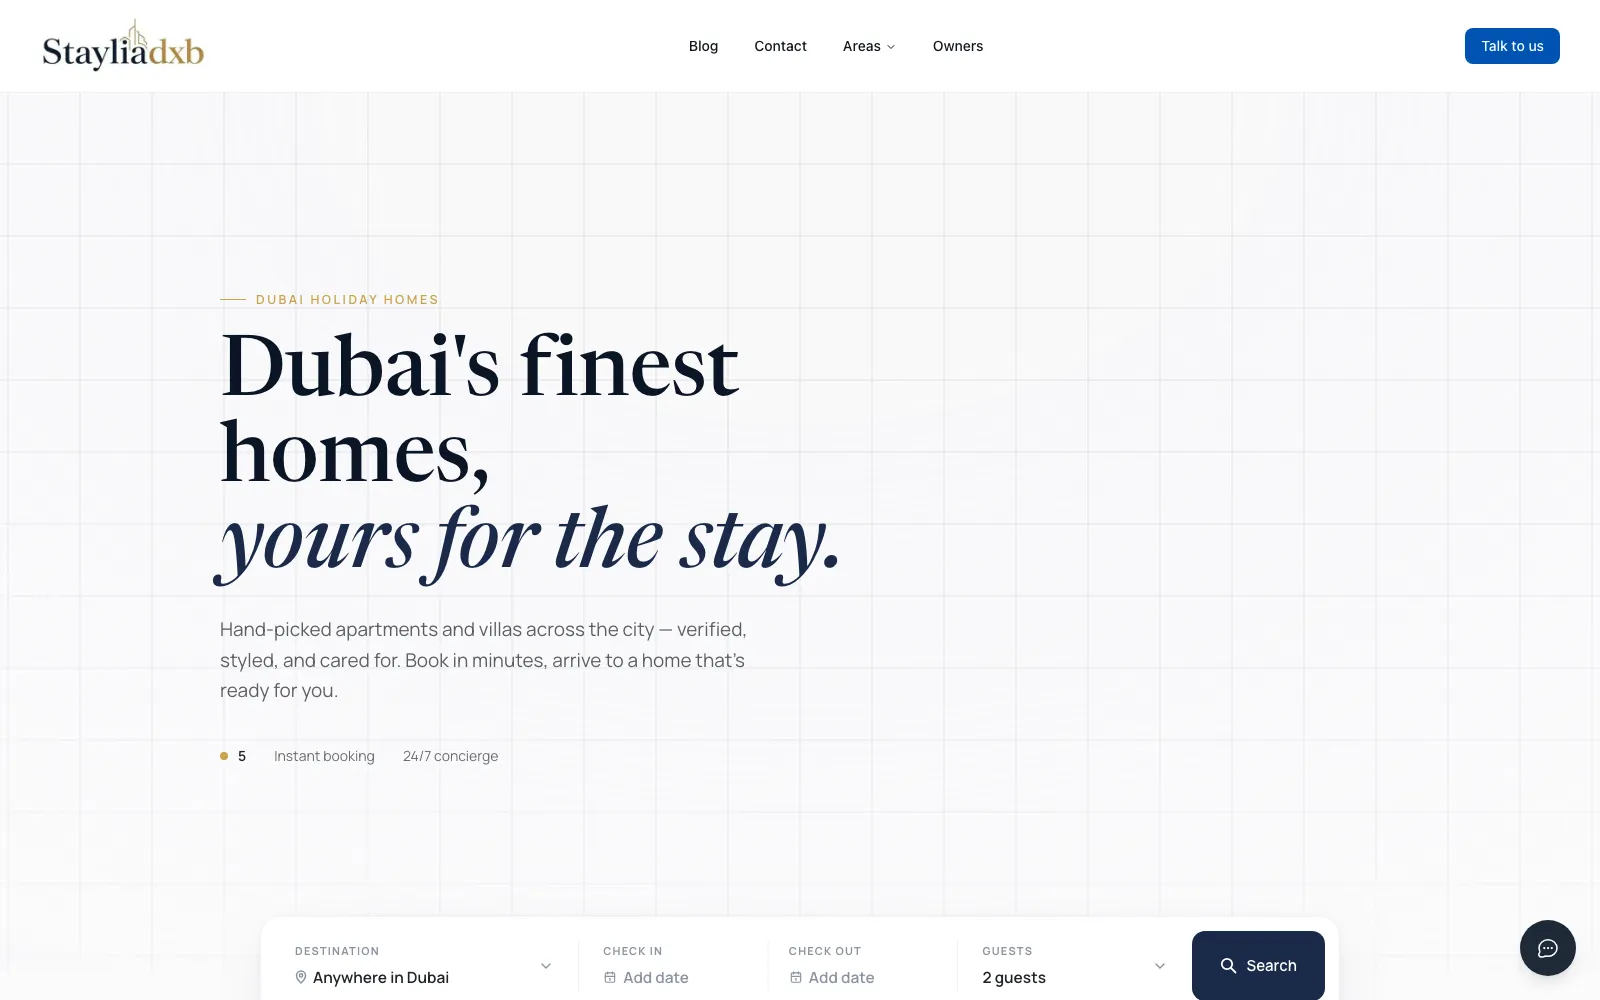 Stayliadxb
Blog
Contact
Areas
Owners
Talk to us
DUBAI HOLIDAY HOMES
Dubai's finest
homes,
yours for the stay.
Hand-picked apartments and villas across the city — verified,
styled, and cared for. Book in minutes, arrive to a home that's
ready for you.
5
Instant booking
24/7 concierge
DESTINATION
Anywhere in Dubai
CHECK IN
Add date
CHECK OUT
Add date
GUESTS
2 guests
Search